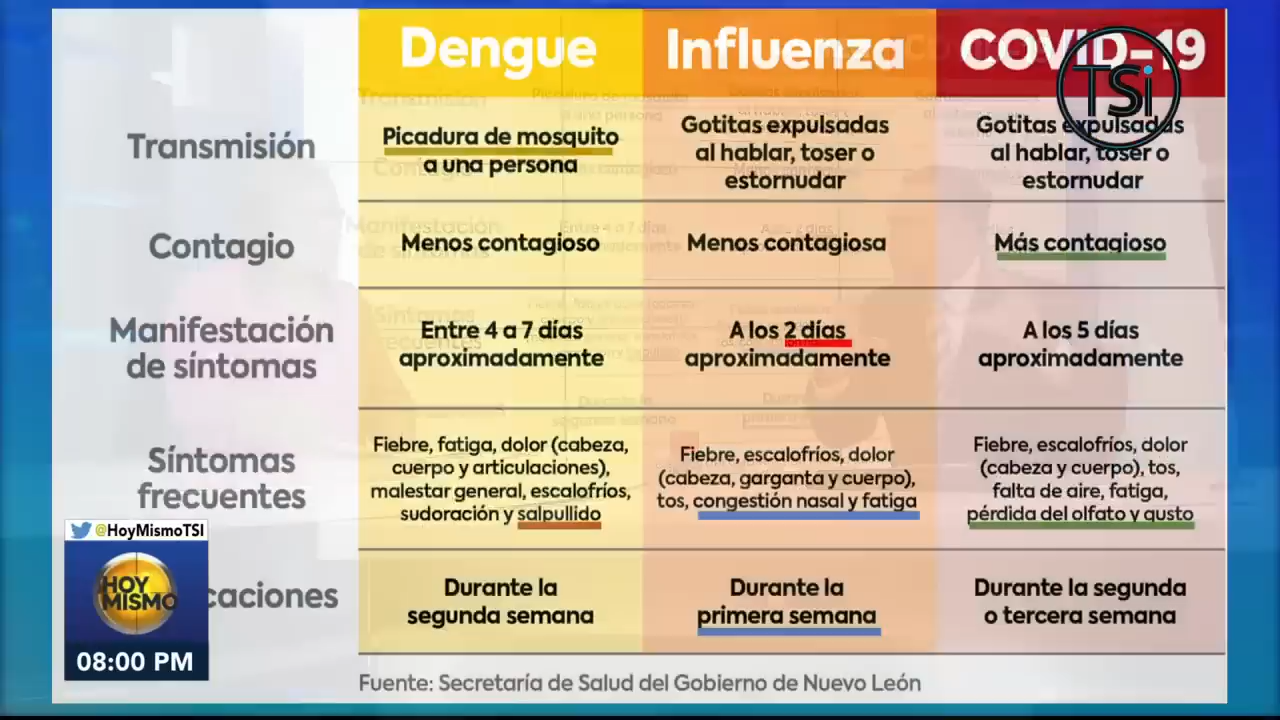 Dengue
Influenza
COVID-19
TSi
Transmisión
Picadura de mosquito
a una persona
Gotitas expulsadas
al hablar, toser o
estornudar
Gotitas expulsadas
al hablar, toser o
estornudar
Contagio
Menos contagioso
Menos contagiosa
Más contagioso
Manifestación
de síntomas
Entre 4 a 7 días
aproximadamente
A los 2 días
aproximadamente
A los 5 días
aproximadamente
Síntomas
frecuentes
Fiebre, fatiga, dolor (cabeza,
cuerpo y articulaciones),
malestar general, escalofríos,
sudoración y salpullido
Fiebre, escalofríos, dolor
(cabeza, garganta y cuerpo),
tos, congestión nasal y fatiga
Fiebre, escalofríos, dolor
(cabeza y cuerpo), tos,
falta de aire, fatiga,
pérdida del olfato y gusto
caciones
Durante la
segunda semana
Durante la
primera semana
Durante la segunda
o tercera semana
Fuente: Secretaría de Salud del Gobierno de Nuevo León
@HoyMismoTSI
HOY
MISMO
08:00 PM